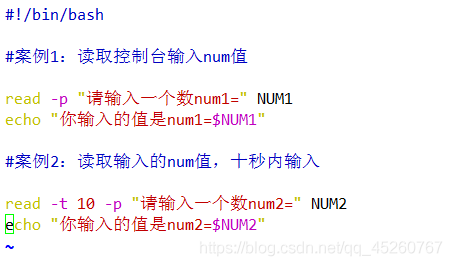 #!/bin/bash
#案例1：读取控制台输入num值
read -p "请输入一个数num1=" NUM1
echo "你输入的值是num1=$NUM1"
#案例2：读取输入的num值，十秒内输入
read -t 10 -p "请输入一个数num2=" NUM2
echo "你输入的值是num2=$NUM2"
~
https://blog.csdn.net/qq_45260767